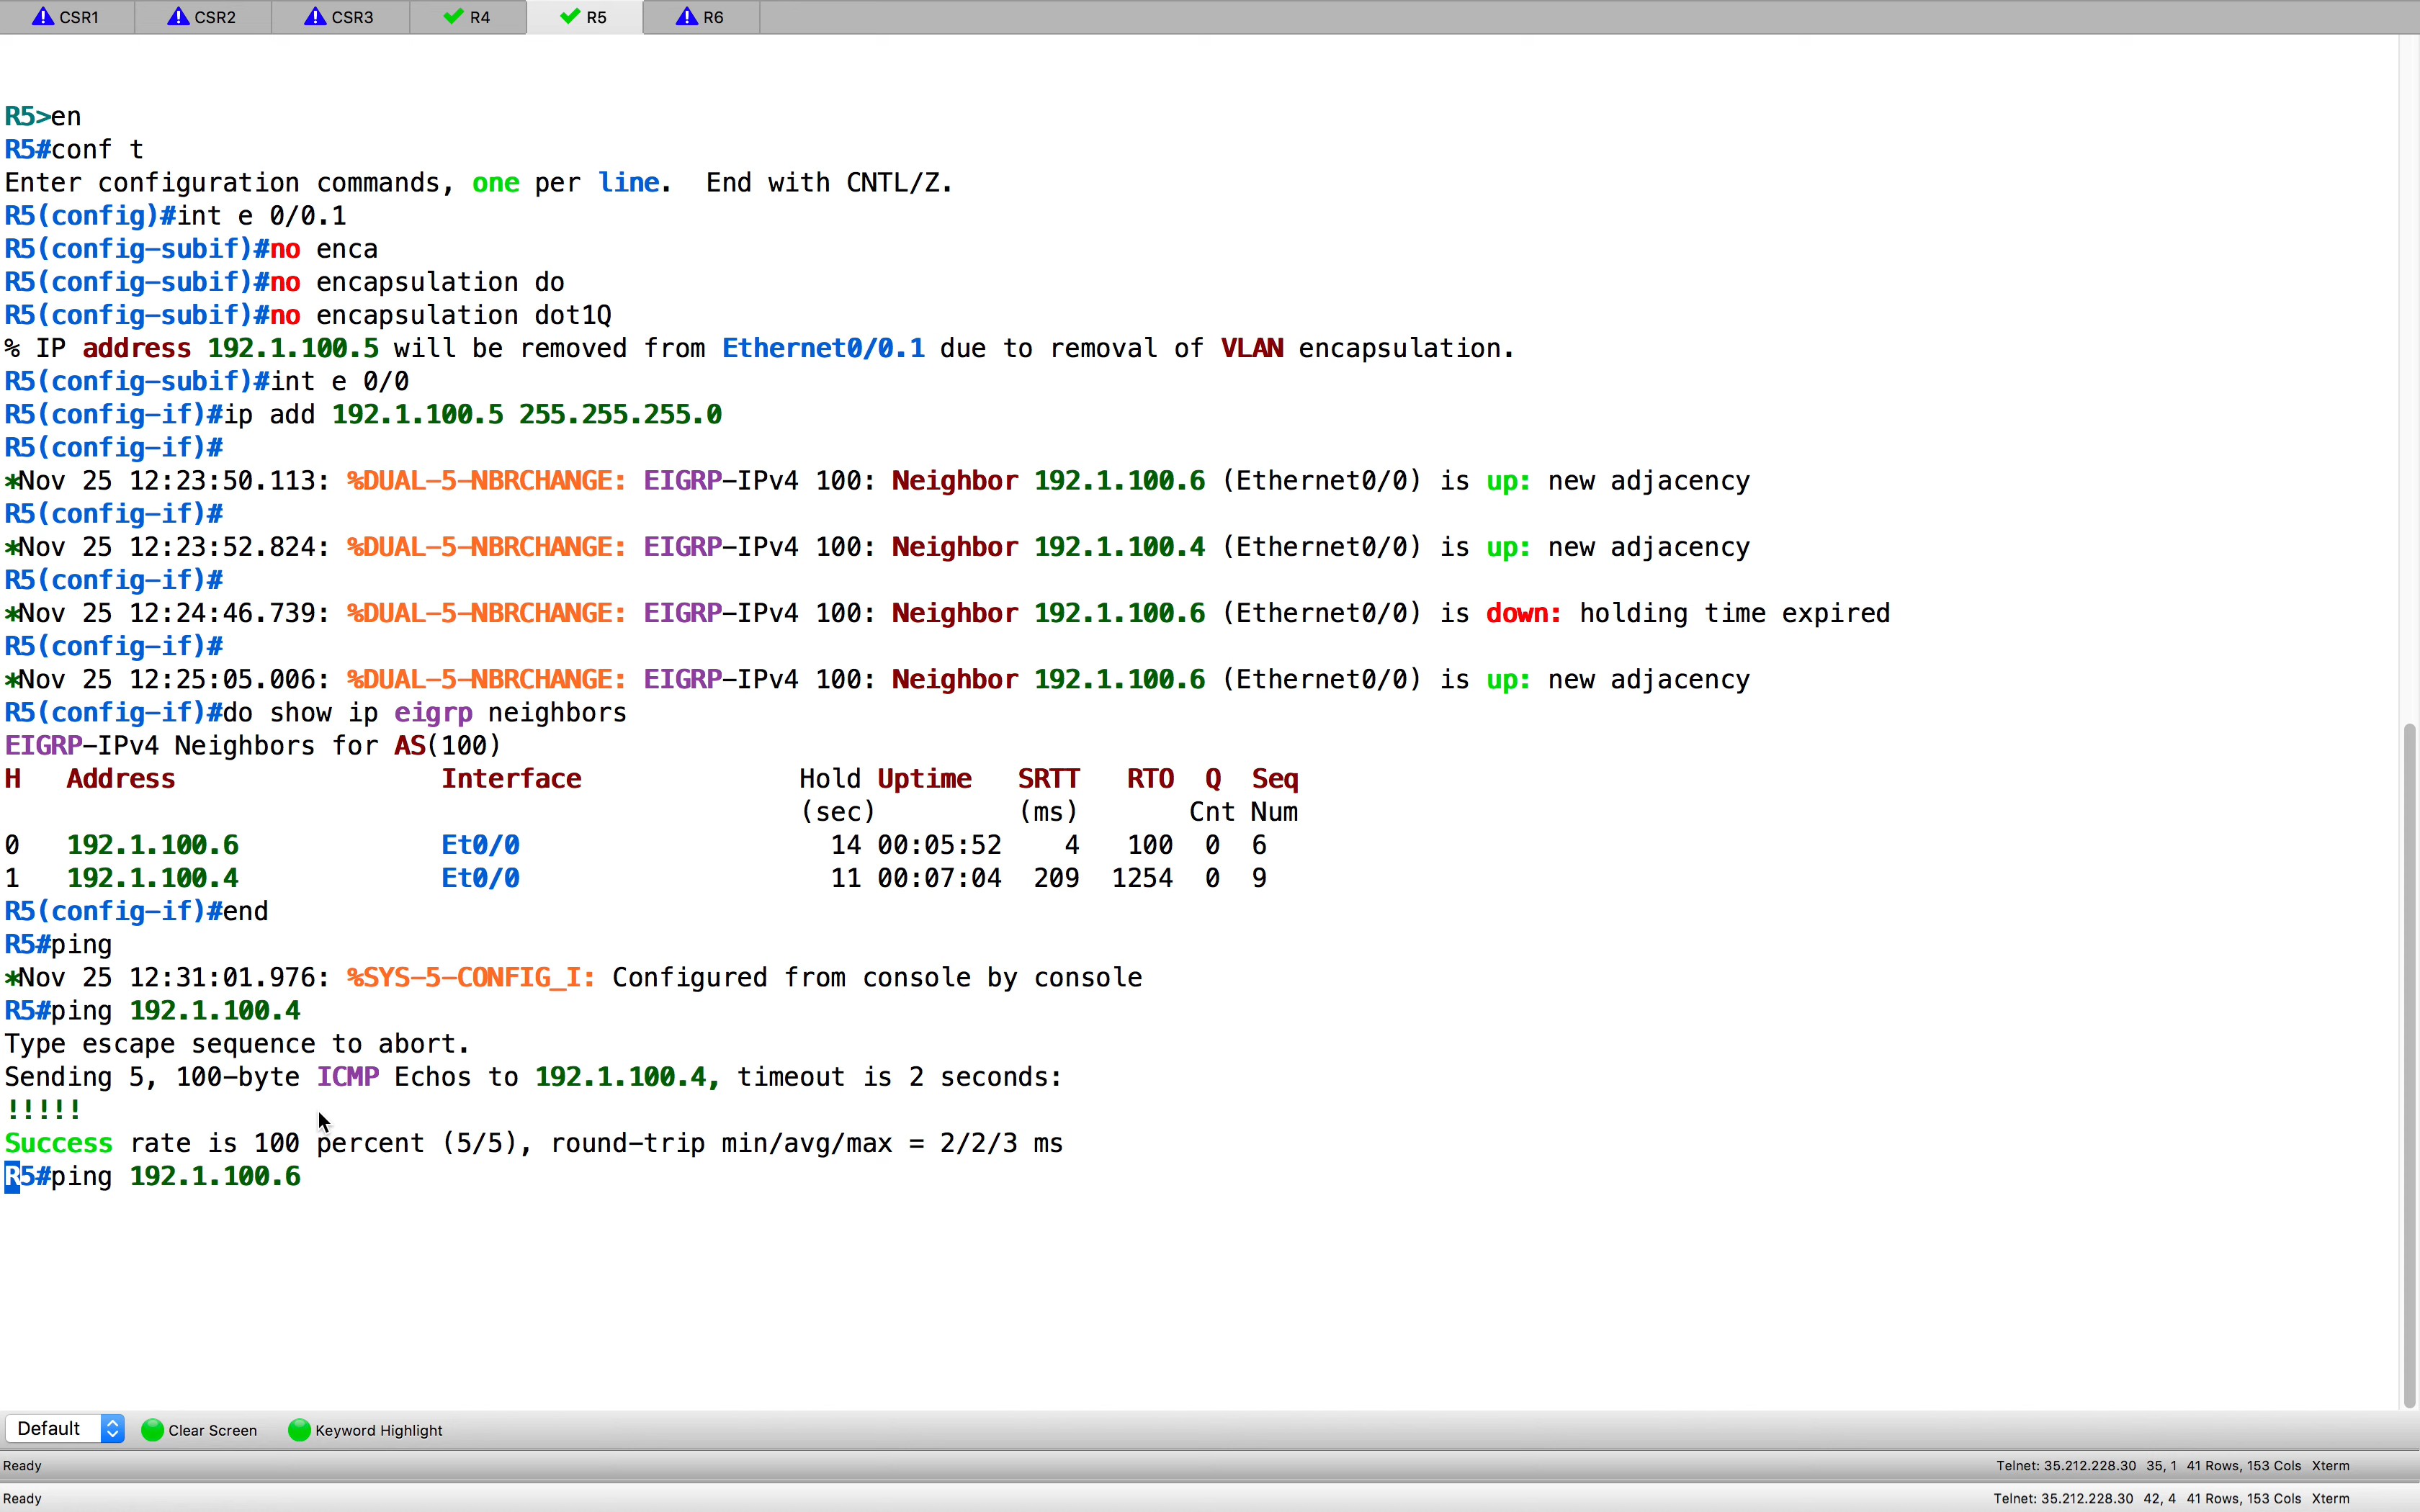 CSR1 CSR2 CSR3 R4 R5 R6
R5>en
R5#conf t
Enter configuration commands, one per line.  End with CNTL/Z.
R5(config)#int e 0/0.1
R5(config-subif)#no enca
R5(config-subif)#no encapsulation do
R5(config-subif)#no encapsulation dot1Q
% IP address 192.1.100.5 will be removed from Ethernet0/0.1 due to removal of VLAN encapsulation.
R5(config-subif)#int e 0/0
R5(config-if)#ip add 192.1.100.5 255.255.255.0
R5(config-if)#
*Nov 25 12:23:50.113: %DUAL-5-NBRCHANGE: EIGRP-IPv4 100: Neighbor 192.1.100.6 (Ethernet0/0) is up: new adjacency
R5(config-if)#
*Nov 25 12:23:52.824: %DUAL-5-NBRCHANGE: EIGRP-IPv4 100: Neighbor 192.1.100.4 (Ethernet0/0) is up: new adjacency
R5(config-if)#
*Nov 25 12:24:46.739: %DUAL-5-NBRCHANGE: EIGRP-IPv4 100: Neighbor 192.1.100.6 (Ethernet0/0) is down: holding time expired
R5(config-if)#
*Nov 25 12:25:05.006: %DUAL-5-NBRCHANGE: EIGRP-IPv4 100: Neighbor 192.1.100.6 (Ethernet0/0) is up: new adjacency
R5(config-if)#do show ip eigrp neighbors
EIGRP-IPv4 Neighbors for AS(100)
H   Address                 Interface              Hold Uptime   SRTT   RTO  Q  Seq
                                                   (sec)         (ms)       Cnt Num
0   192.1.100.6             Et0/0                    14 00:05:52    4   100  0  6
1   192.1.100.4             Et0/0                    11 00:07:04  209  1254  0  9
R5(config-if)#end
R5#ping
*Nov 25 12:31:01.976: %SYS-5-CONFIG_I: Configured from console by console
R5#ping 192.1.100.4
Type escape sequence to abort.
Sending 5, 100-byte ICMP Echos to 192.1.100.4, timeout is 2 seconds:
!!!!!
Success rate is 100 percent (5/5), round-trip min/avg/max = 2/2/3 ms
R5#ping 192.1.100.6
Default Clear Screen Keyword Highlight
Ready Telnet: 35.212.228.30 35, 1 41 Rows, 153 Cols Xterm
Ready Telnet: 35.212.228.30 42, 4 41 Rows, 153 Cols Xterm